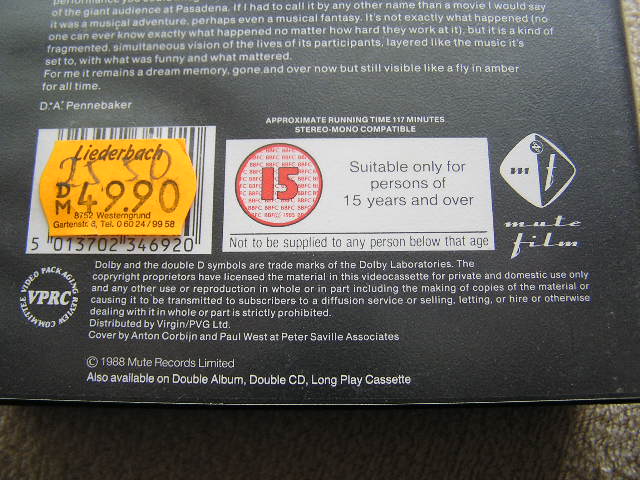 of the giant audience at Pasadena. If I had to call it by any other name than a movie I would say
it was a musical adventure, perhaps even a musical fantasy. It's not exactly what happened (no
one can ever know exactly what happened no matter how hard they work at it), but it is a kind of
fragmented, simultaneous vision of the lives of its participants, layered like the music it's
set to, with what was funny and what mattered.
For me it remains a dream memory, gone and over now but still visible like a fly in amber
for all time.
D.*A.* Pennebaker
APPROXIMATE RUNNING TIME 117 MINUTES
STEREO-MONO COMPATIBLE
Liederbach
DM 49.90
8752 Westerngrund
Gartenstr. 8, Tel. 0 60 24 / 99 58
5 013702 346920
BBFC
15
Suitable only for
persons of
15 years and over
Not to be supplied to any person below that age
m f
mute
film
VIDEO PACKAGING REVIEW COMMITTEE
VPRC
Dolby and the double D symbols are trade marks of the Dolby Laboratories. The
copyright proprietors have licensed the material in this videocassette for private and domestic use only
and any other use or reproduction in whole or in part including the making of copies of the material or
causing it to be transmitted to subscribers to a diffusion service or selling, letting, or hire or otherwise
dealing with it in whole or part is strictly prohibited.
Distributed by Virgin/PVG Ltd.
Cover by Anton Corbijn and Paul West at Peter Saville Associates
© 1988 Mute Records Limited
Also available on Double Album, Double CD, Long Play Cassette